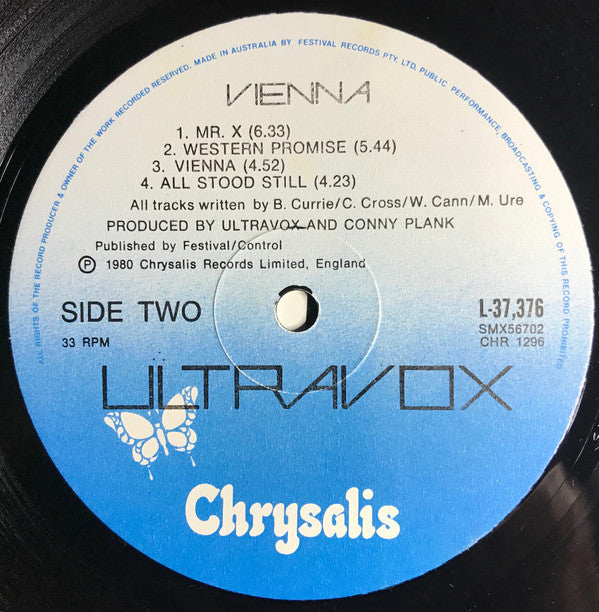 ALL RIGHTS OF THE RECORD PRODUCER & OWNER OF THE WORK RECORDED RESERVED. MADE IN AUSTRALIA BY FESTIVAL RECORDS PTY. LTD. PUBLIC PERFORMANCE, BROADCASTING & COPYING OF THIS RECORD PROHIBITED
VIENNA
1. MR. X (6.33)
2. WESTERN PROMISE (5.44)
3. VIENNA (4.52)
4. ALL STOOD STILL (4.23)
All tracks written by B. Currie/C. Cross/W. Cann/M. Ure
PRODUCED BY ULTRAVOX AND CONNY PLANK
Published by Festival/Control
Ⓟ 1980 Chrysalis Records Limited, England
SIDE TWO
L-37,376
SMX56702
33 RPM
CHR 1296
ULTRAVOX
Chrysalis